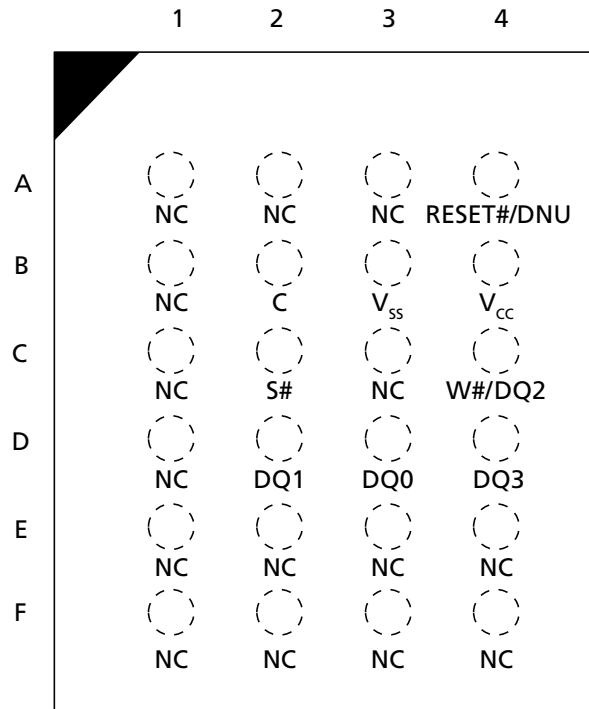 1 2 3 4
A
NC NC NC RESET#/DNU
B
NC C V_SS V_CC
C
NC S# NC W#/DQ2
D
NC DQ1 DQ0 DQ3
E
NC NC NC NC
F
NC NC NC NC